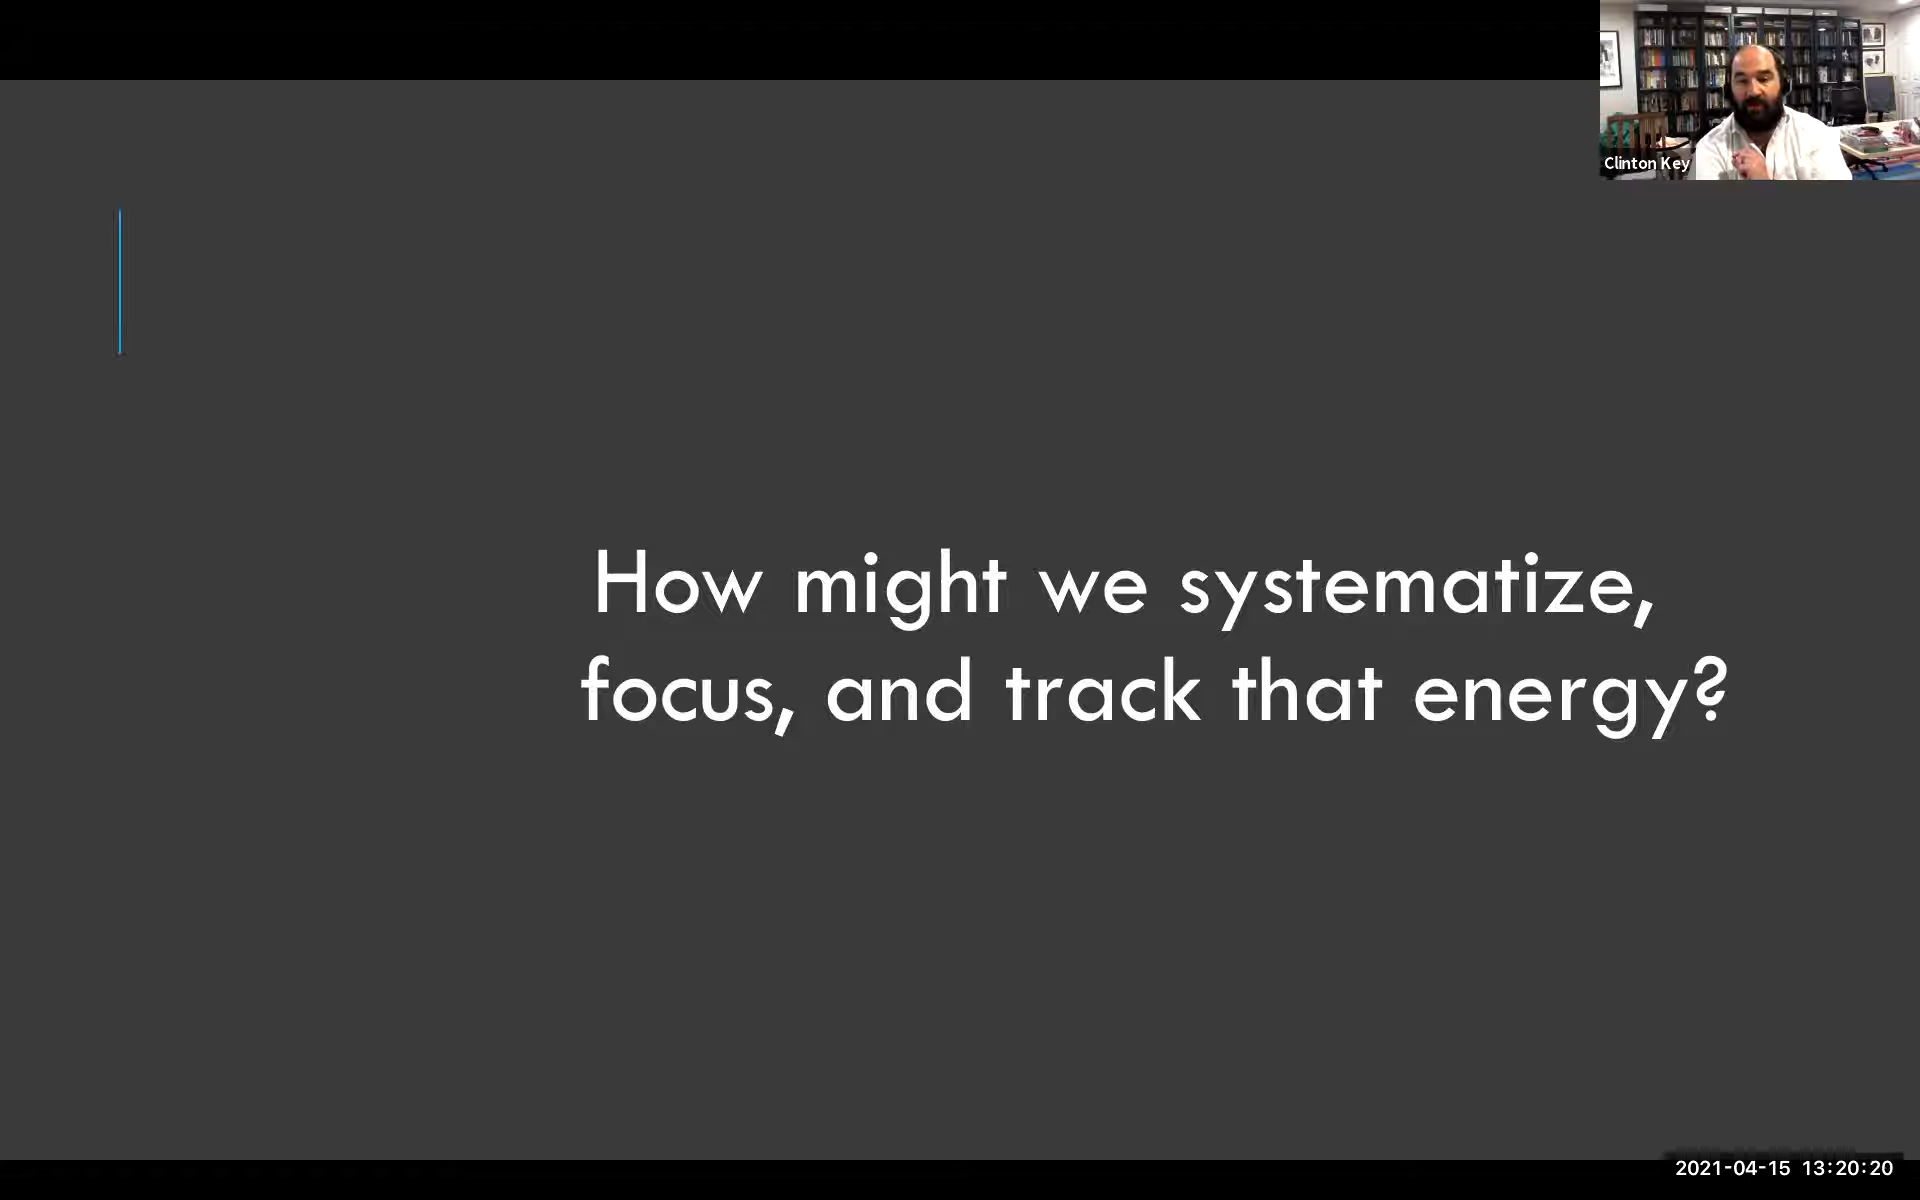 Clinton Key
How might we systematize,
focus, and track that energy?
2021-04-15 13:20:20